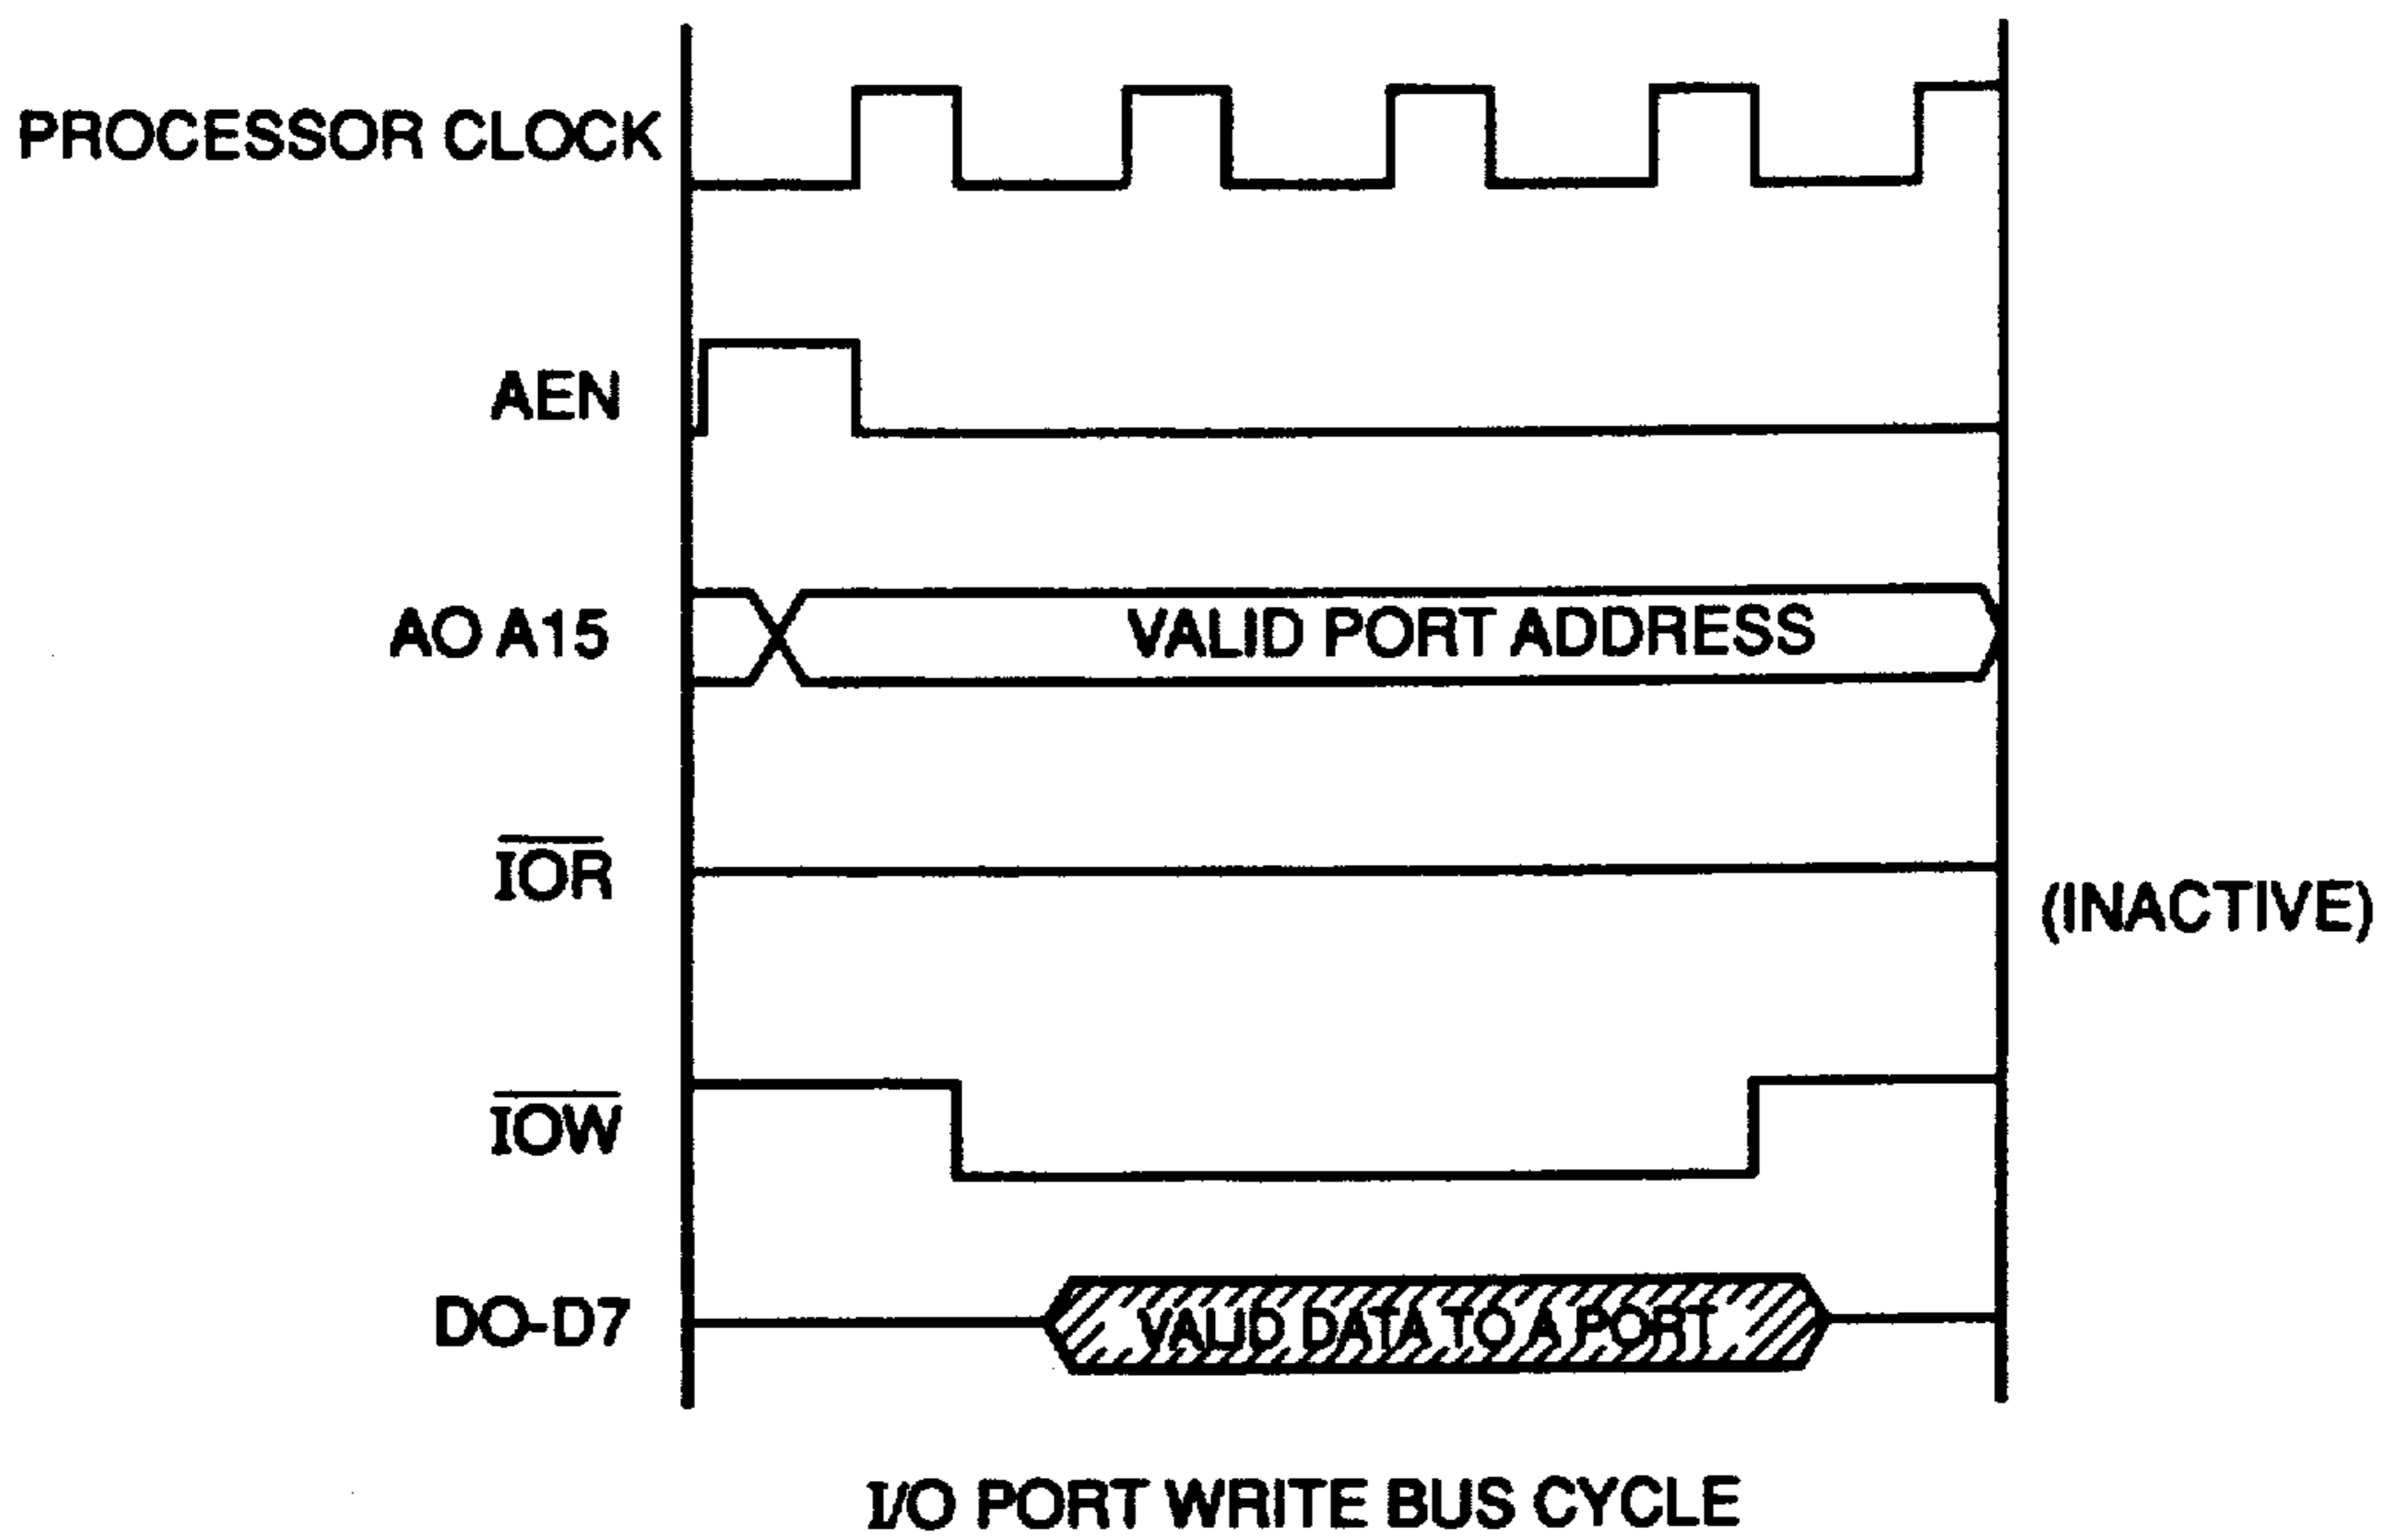 PROCESSOR CLOCK
AEN
AO A15
VALID PORT ADDRESS
IOR
(INACTIVE)
IOW
DO-D7
VALID DATA TO A PORT
I/O PORT WRITE BUS CYCLE